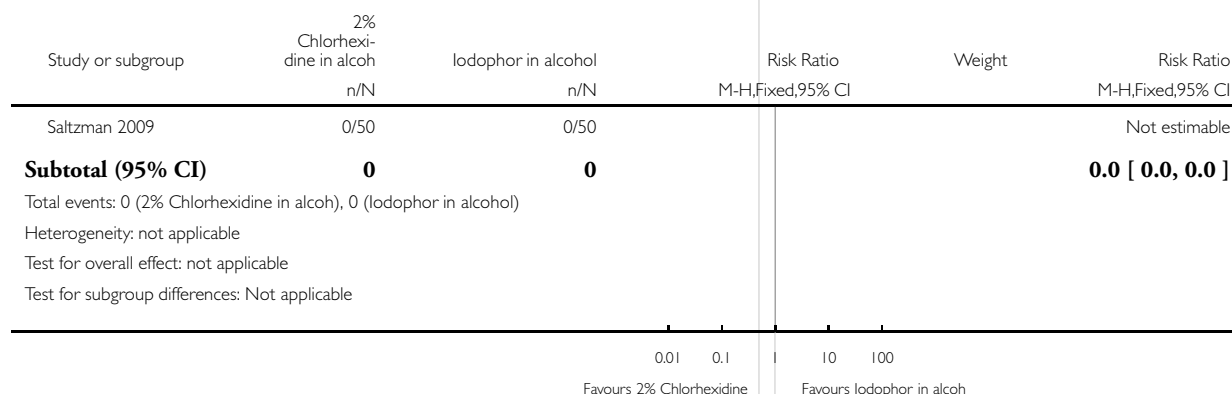 2%
Chlorhexi-
Study or subgroup dine in alcoh Iodophor in alcohol Risk Ratio Weight Risk Ratio
n/N n/N M-H,Fixed,95% CI M-H,Fixed,95% CI
Saltzman 2009 0/50 0/50 Not estimable
Subtotal (95% CI) 0 0 0.0 [ 0.0, 0.0 ]
Total events: 0 (2% Chlorhexidine in alcoh), 0 (Iodophor in alcohol)
Heterogeneity: not applicable
Test for overall effect: not applicable
Test for subgroup differences: Not applicable
0.01 0.1 1 10 100
Favours 2% Chlorhexidine Favours Iodophor in alcoh